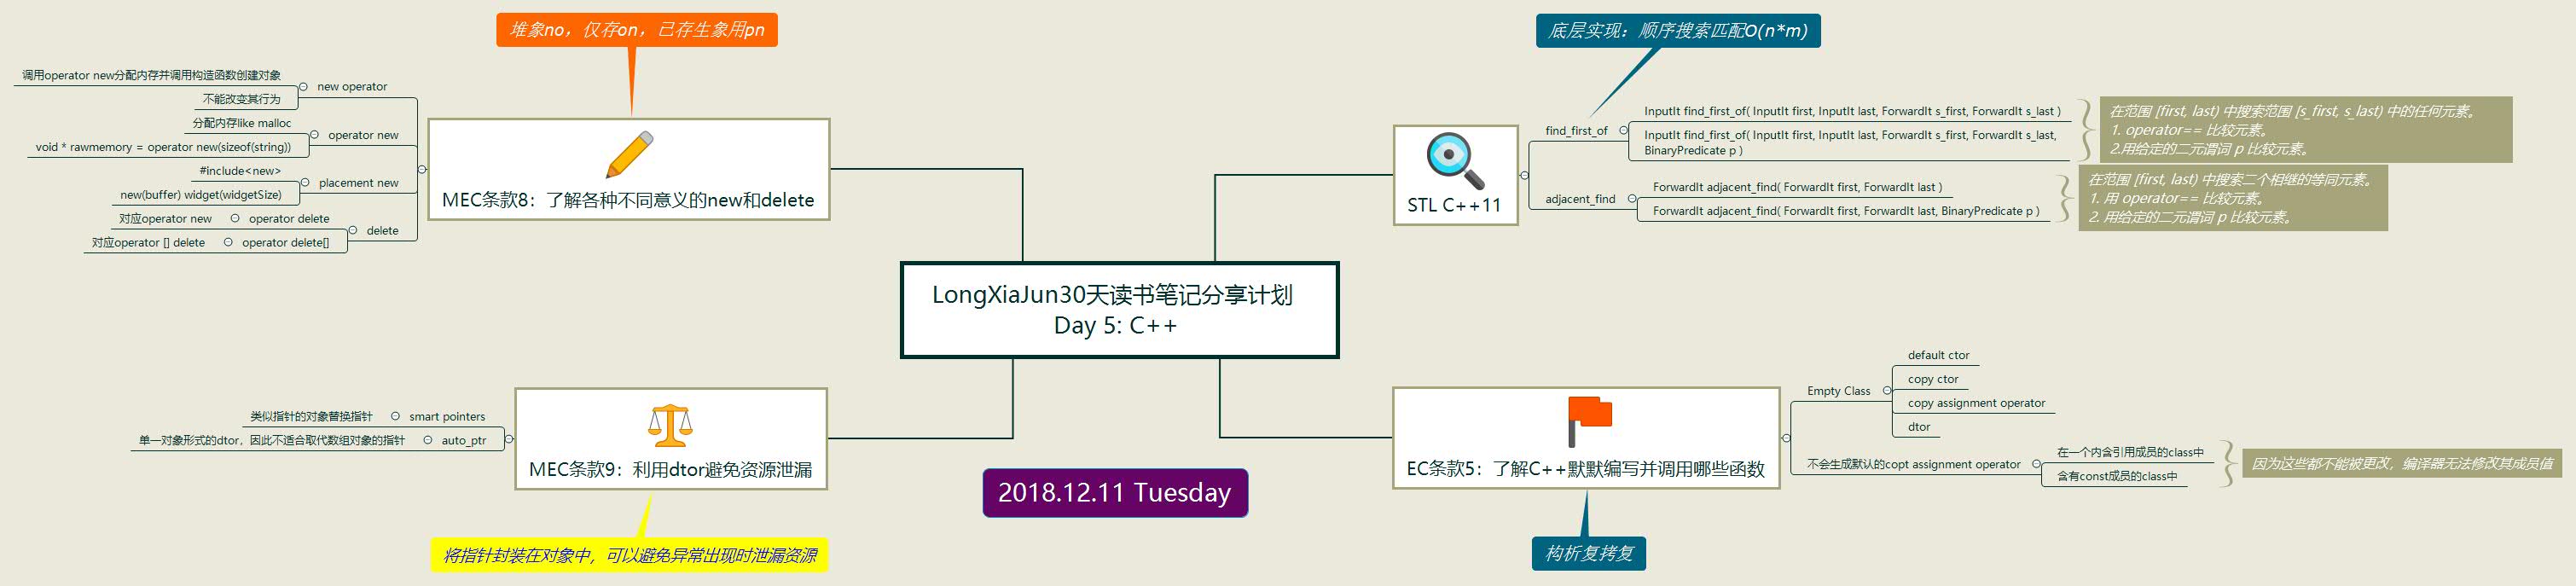 LongXiaJun30天读书笔记分享计划
Day 5: C++
2018.12.11 Tuesday
堆象no，仅存on，己存生象用pn
MEC条款8：了解各种不同意义的new和delete
new operator
调用operator new分配内存并调用构造函数创建对象
不能改变其行为
operator new
分配内存like malloc
void * rawmemory = operator new(sizeof(string))
placement new
#include<new>
new(buffer) widget(widgetSize)
delete
operator delete
对应operator new
operator delete[]
对应operator [] delete
MEC条款9：利用dtor避免资源泄漏
smart pointers
类似指针的对象替换指针
auto_ptr
单一对象形式的dtor，因此不适合取代数组对象的指针
将指针封装在对象中，可以避免异常出现时泄漏资源
底层实现：顺序搜索匹配O(n*m)
STL C++11
find_first_of
InputIt find_first_of( InputIt first, InputIt last, ForwardIt s_first, ForwardIt s_last )
InputIt find_first_of( InputIt first, InputIt last, ForwardIt s_first, ForwardIt s_last,
BinaryPredicate p )
在范围 [first, last) 中搜索范围 [s_first, s_last) 中的任何元素。
1. operator== 比较元素。
2.用给定的二元谓词 p 比较元素。
adjacent_find
ForwardIt adjacent_find( ForwardIt first, ForwardIt last )
ForwardIt adjacent_find( ForwardIt first, ForwardIt last, BinaryPredicate p )
在范围 [first, last) 中搜索二个相继的等同元素。
1. 用 operator== 比较元素。
2. 用给定的二元谓词 p 比较元素。
EC条款5：了解C++默默编写并调用哪些函数
Empty Class
default ctor
copy ctor
copy assignment operator
dtor
不会生成默认的copt assignment operator
在一个内含引用成员的class中
含有const成员的class中
因为这些都不能被更改，编译器无法修改其成员值
构析复拷复